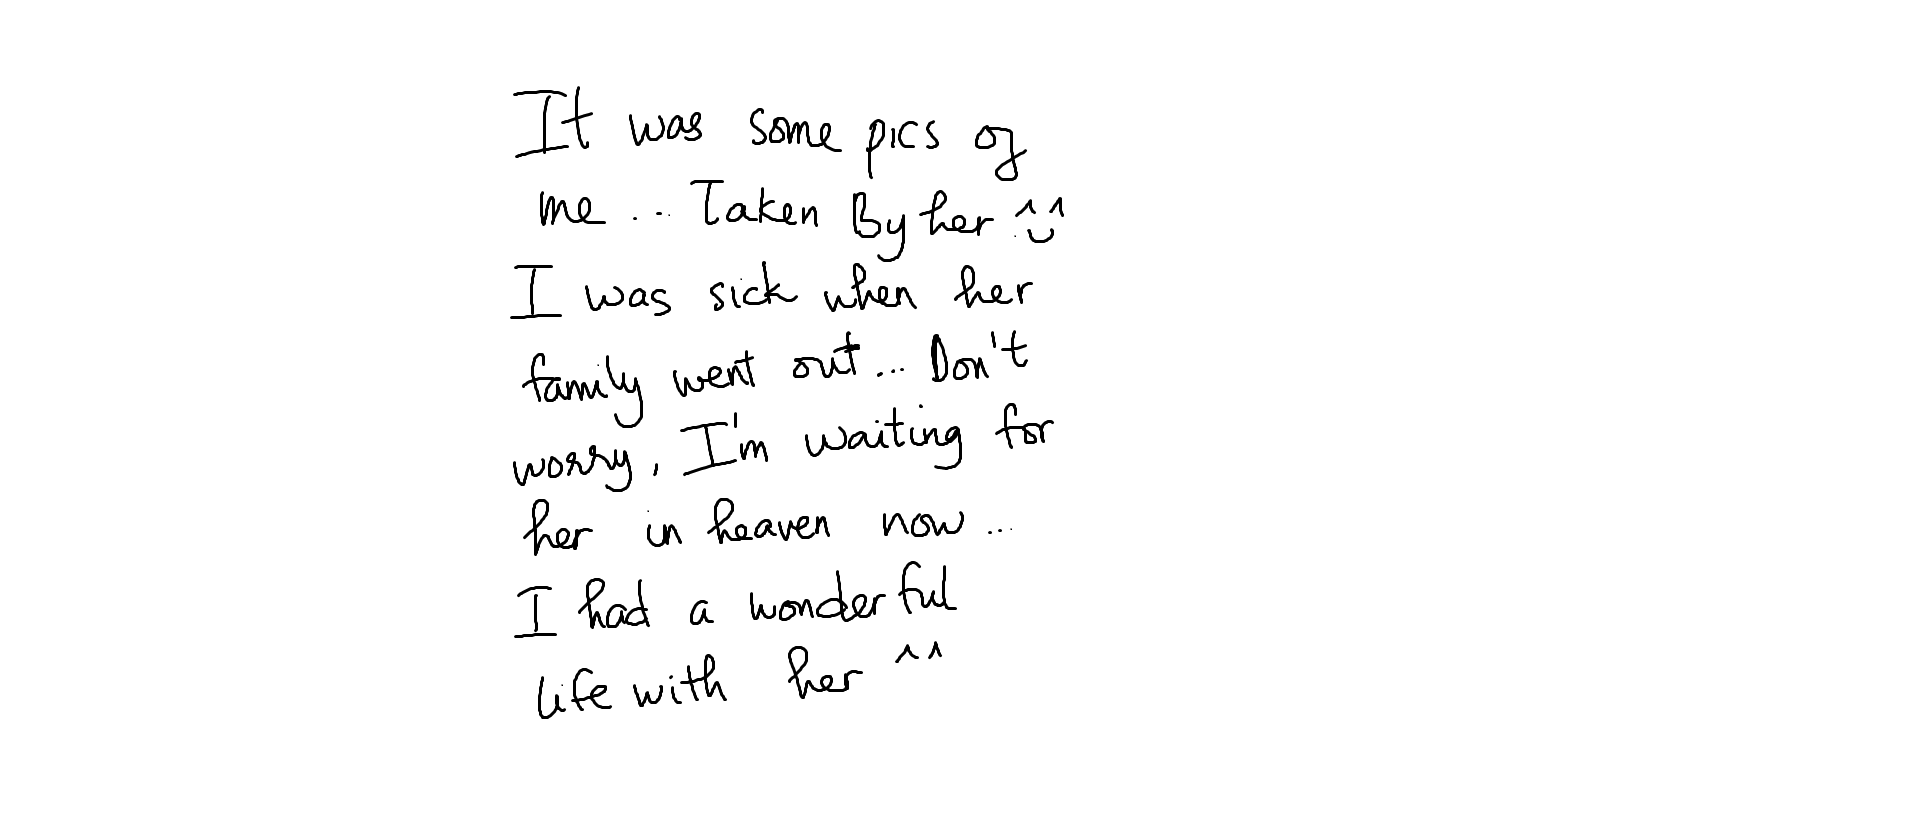 It was some pics of
me... Taken By her ^^
I was sick when her
family went out... Don't
worry, I'm waiting for
her in heaven now...
I had a wonderful
life with her ^^